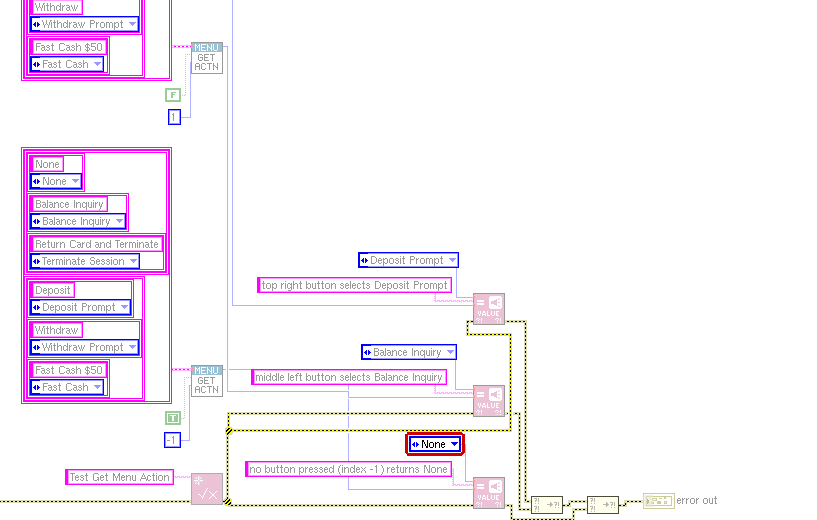 Withdraw
Withdraw Prompt
Fast Cash $50
Fast Cash
MENU
GET
ACTN
F
1
None
None
Balance Inquiry
Balance Inquiry
Return Card and Terminate
Terminate Session
Deposit
Deposit Prompt
Withdraw
Withdraw Prompt
Fast Cash $50
Fast Cash
MENU
GET
ACTN
T
-1
Deposit Prompt
top right button selects Deposit Prompt
=
VALUE
?! ?!
Balance Inquiry
middle left button selects Balance Inquiry
=
VALUE
?! ?!
None
no button pressed (index -1) returns None
=
VALUE
?! ?!
Test Get Menu Action
* √x
? ! →?!
? ! →?!
error out